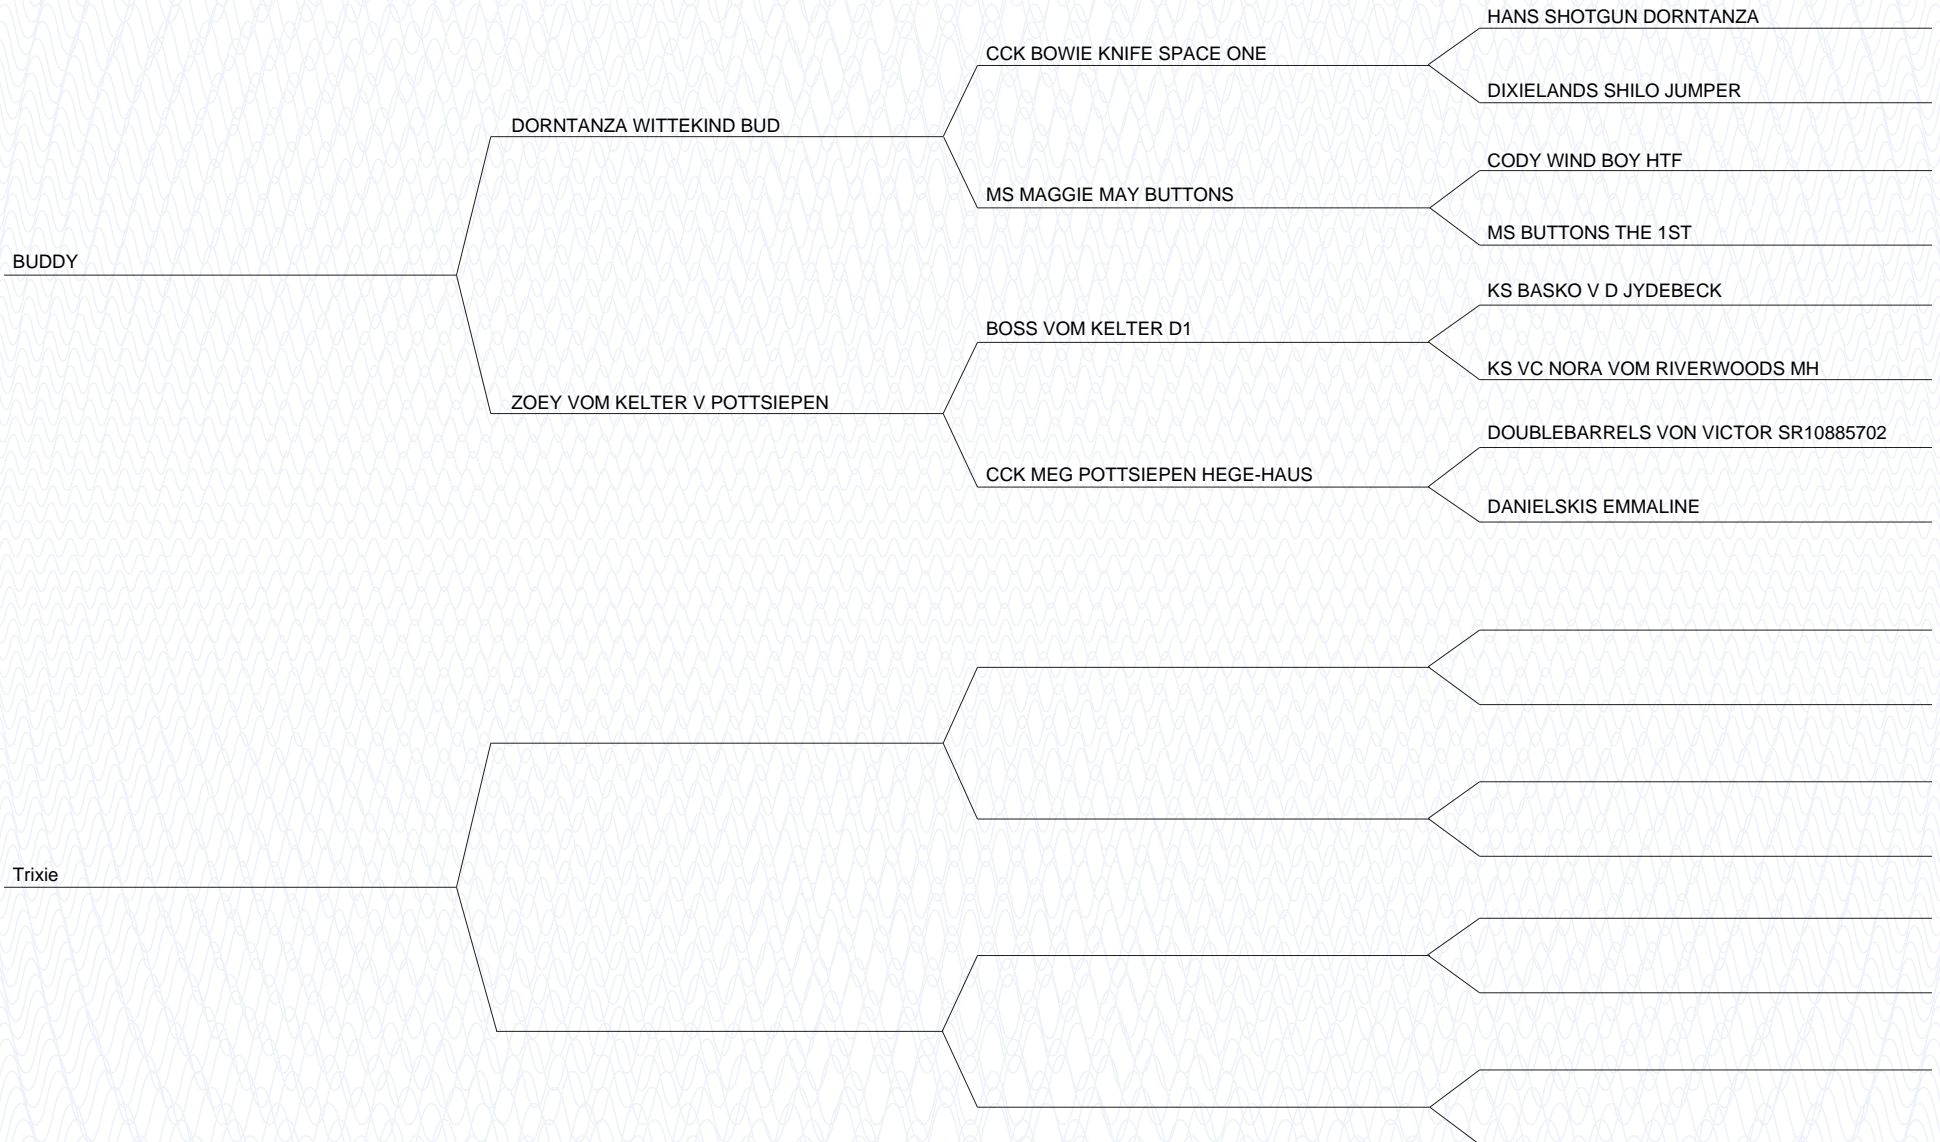 HANS SHOTGUN DORNTANZA
CCK BOWIE KNIFE SPACE ONE
DIXIELANDS SHILO JUMPER
DORNTANZA WITTEKIND BUD
CODY WIND BOY HTF
MS MAGGIE MAY BUTTONS
MS BUTTONS THE 1ST
BUDDY
KS BASKO V D JYDEBECK
BOSS VOM KELTER D1
KS VC NORA VOM RIVERWOODS MH
ZOEY VOM KELTER V POTTSIEPEN
DOUBLEBARRELS VON VICTOR SR10885702
CCK MEG POTTSIEPEN HEGE-HAUS
DANIELSKIS EMMALINE
Trixie